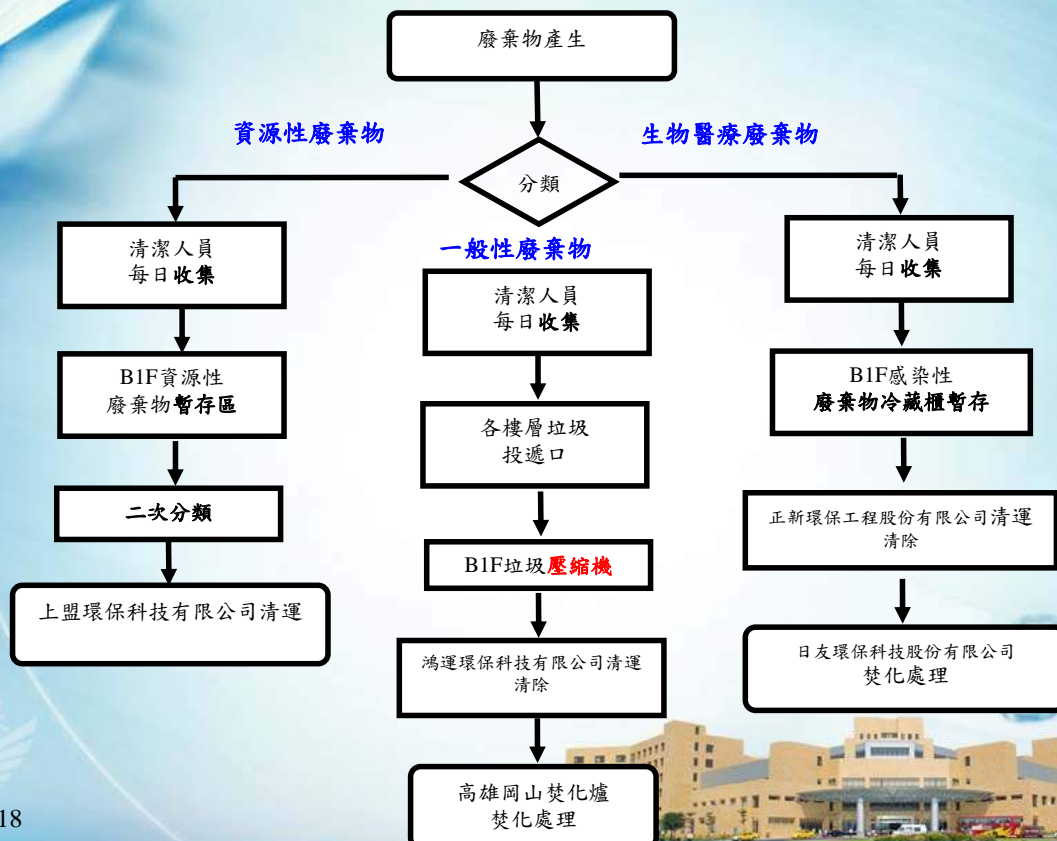 廢棄物產生
資源性廢棄物
生物醫療廢棄物
分類
一般性廢棄物
清潔人員
每日收集
B1F資源性
廢棄物暫存區
二次分類
上盟環保科技有限公司清運
清潔人員
每日收集
各樓層垃圾
投遞口
B1F垃圾壓縮機
鴻運環保科技有限公司清運
清除
高雄岡山焚化爐
焚化處理
清潔人員
每日收集
B1F感染性
廢棄物冷藏櫃暫存
正新環保工程股份有限公司清運
清除
日友環保科技股份有限公司
焚化處理
18